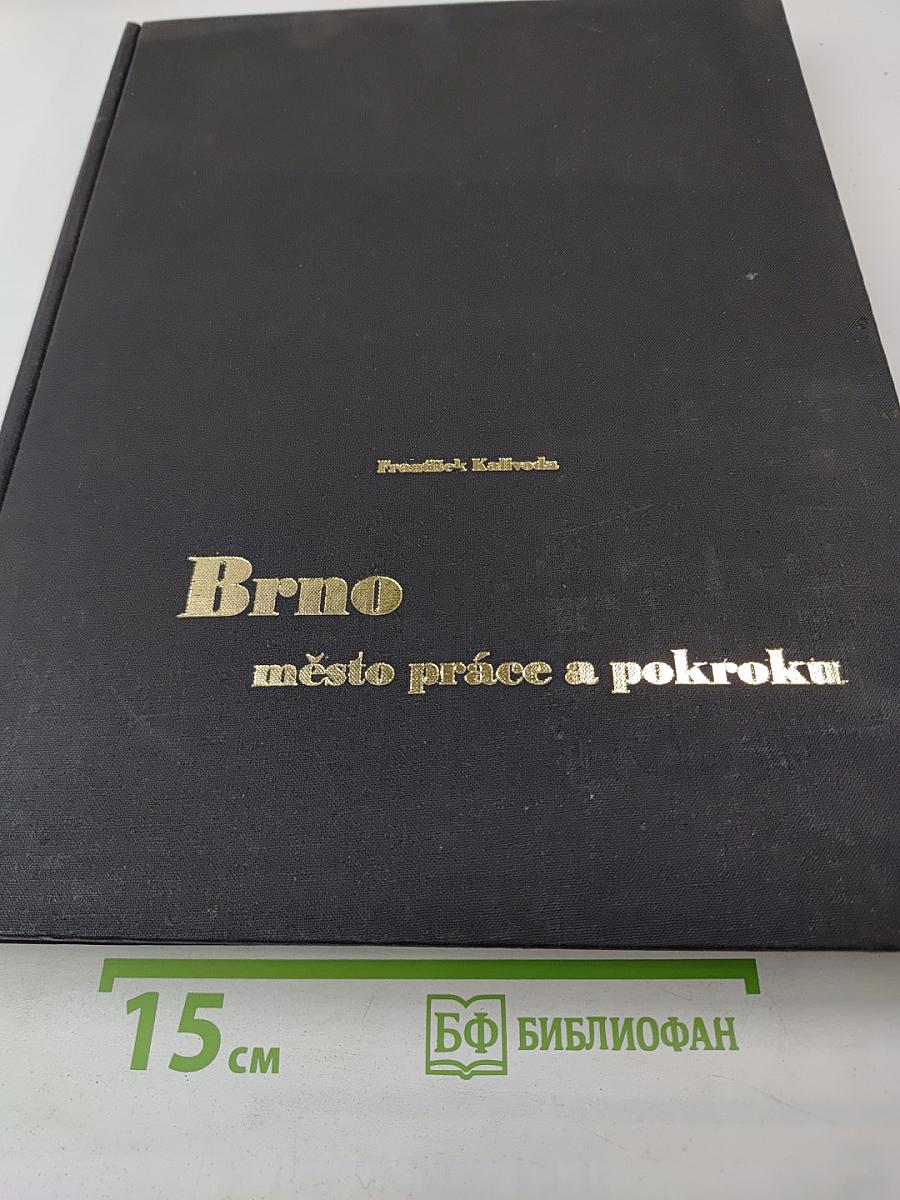 František Kalivoda
Brno
město práce a pokroku
15 см
БФ БИБЛИОФАН